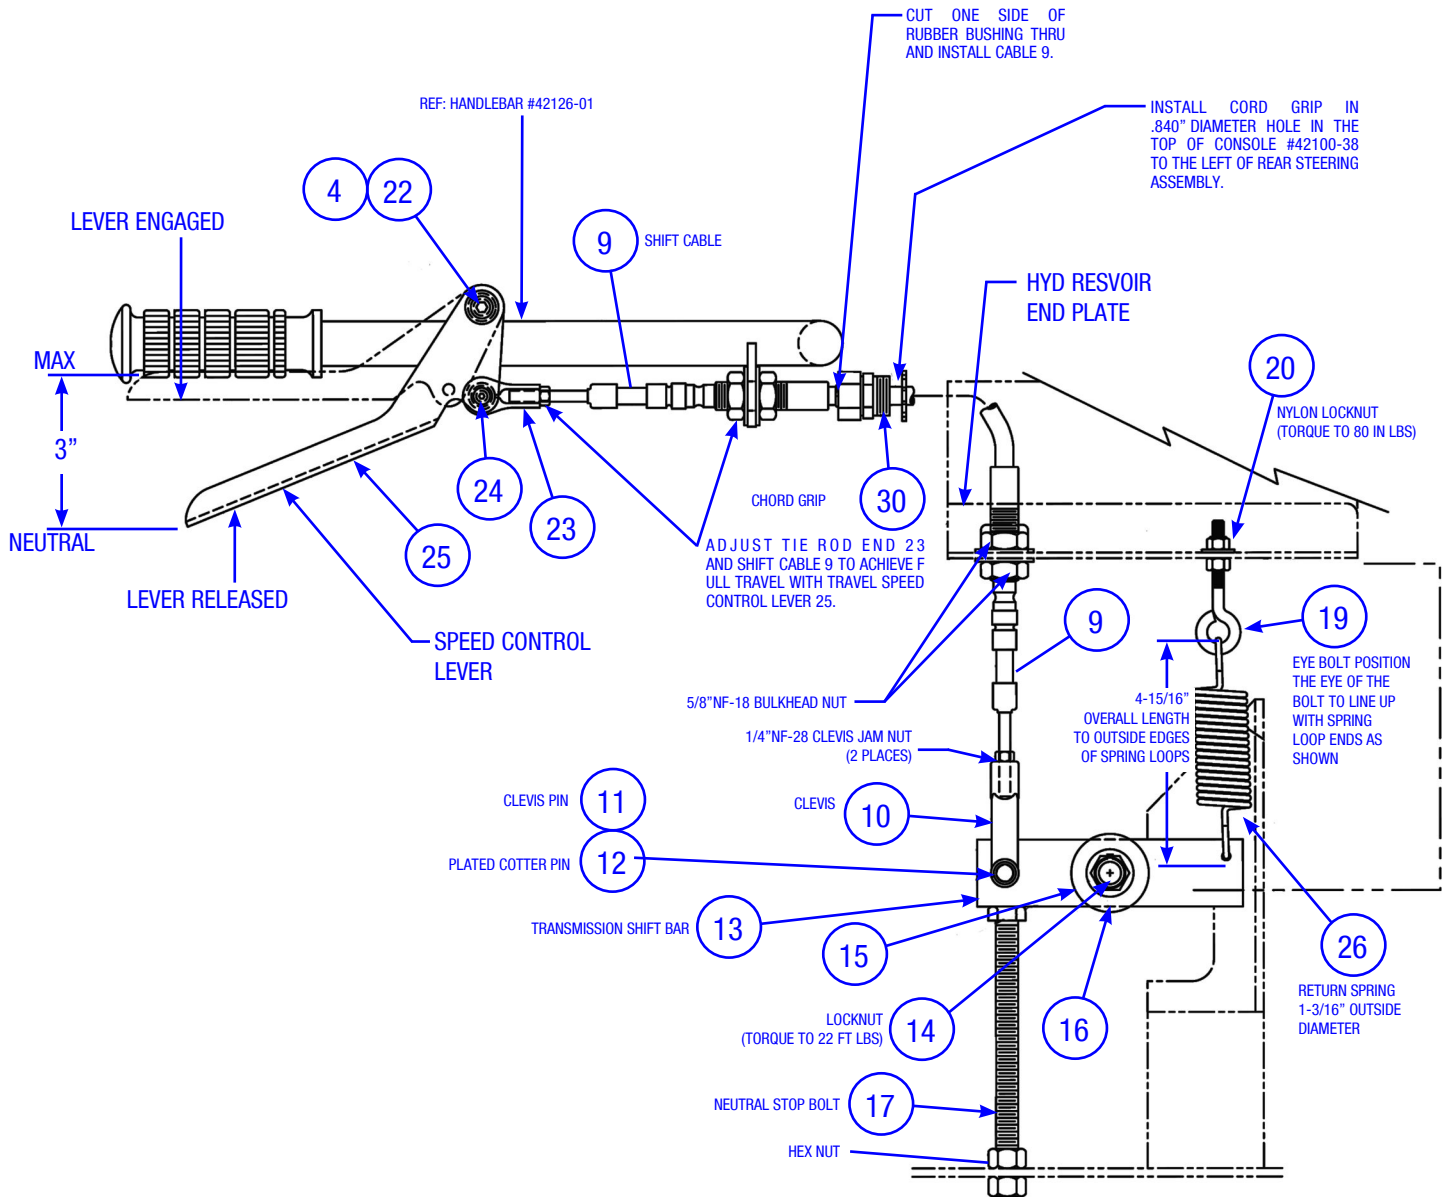 CUT ONE SIDE OF
RUBBER BUSHING THRU
AND INSTALL CABLE 9.
REF: HANDLEBAR #42126-01
INSTALL CORD GRIP IN
.840” DIAMETER HOLE IN THE
TOP OF CONSOLE #42100-38
TO THE LEFT OF REAR STEERING
ASSEMBLY.
4
22
LEVER ENGAGED
9
SHIFT CABLE
HYD RESVOIR
END PLATE
MAX
3”
NEUTRAL
20
NYLON LOCKNUT
(TORQUE TO 80 IN LBS)
24
23
25
CHORD GRIP
30
LEVER RELEASED
SPEED CONTROL
LEVER
ADJUST TIE ROD END 23
AND SHIFT CABLE 9 TO ACHIEVE F
ULL TRAVEL WITH TRAVEL SPEED
CONTROL LEVER 25.
9
19
EYE BOLT POSITION
THE EYE OF THE
BOLT TO LINE UP
WITH SPRING
LOOP ENDS AS
SHOWN
5/8”NF-18 BULKHEAD NUT
4-15/16”
OVERALL LENGTH
TO OUTSIDE EDGES
OF SPRING LOOPS
1/4”NF-28 CLEVIS JAM NUT
(2 PLACES)
CLEVIS PIN
11
CLEVIS
10
PLATED COTTER PIN
12
TRANSMISSION SHIFT BAR
13
15
26
RETURN SPRING
1-3/16” OUTSIDE
DIAMETER
LOCKNUT
(TORQUE TO 22 FT LBS)
14
16
NEUTRAL STOP BOLT
17
HEX NUT